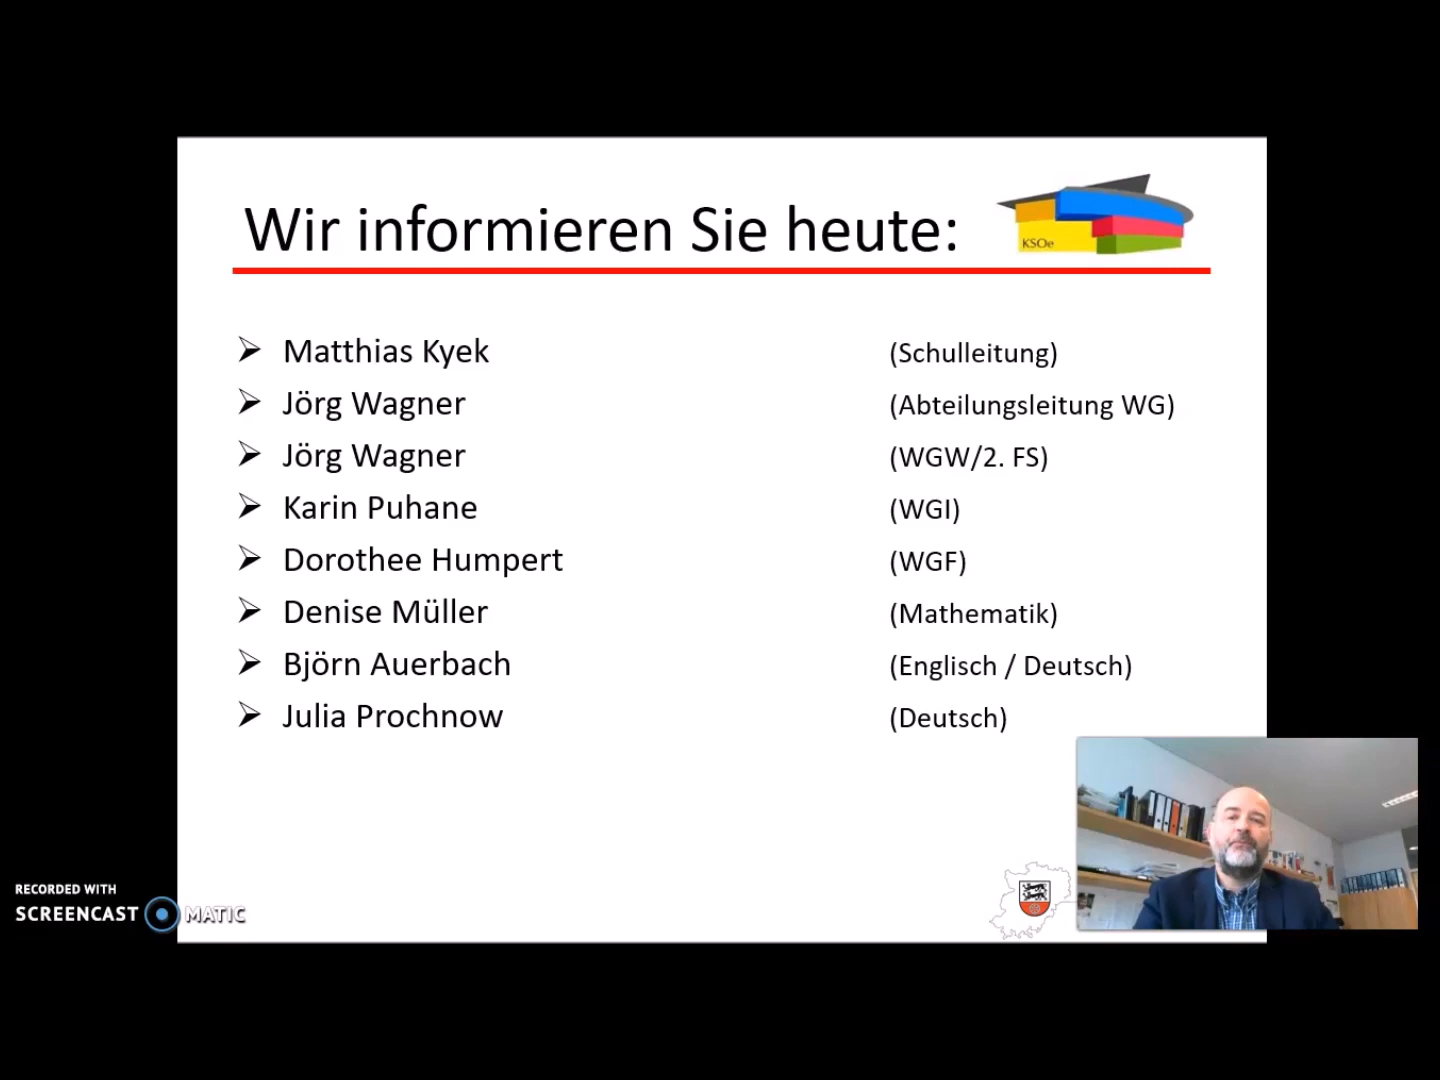 Wir informieren Sie heute:
KSOe
Matthias Kyek (Schulleitung)
Jörg Wagner (Abteilungsleitung WG)
Jörg Wagner (WGW/2. FS)
Karin Puhane (WGI)
Dorothee Humpert (WGF)
Denise Müller (Mathematik)
Björn Auerbach (Englisch / Deutsch)
Julia Prochnow (Deutsch)
RECORDED WITH
SCREENCAST MATIC